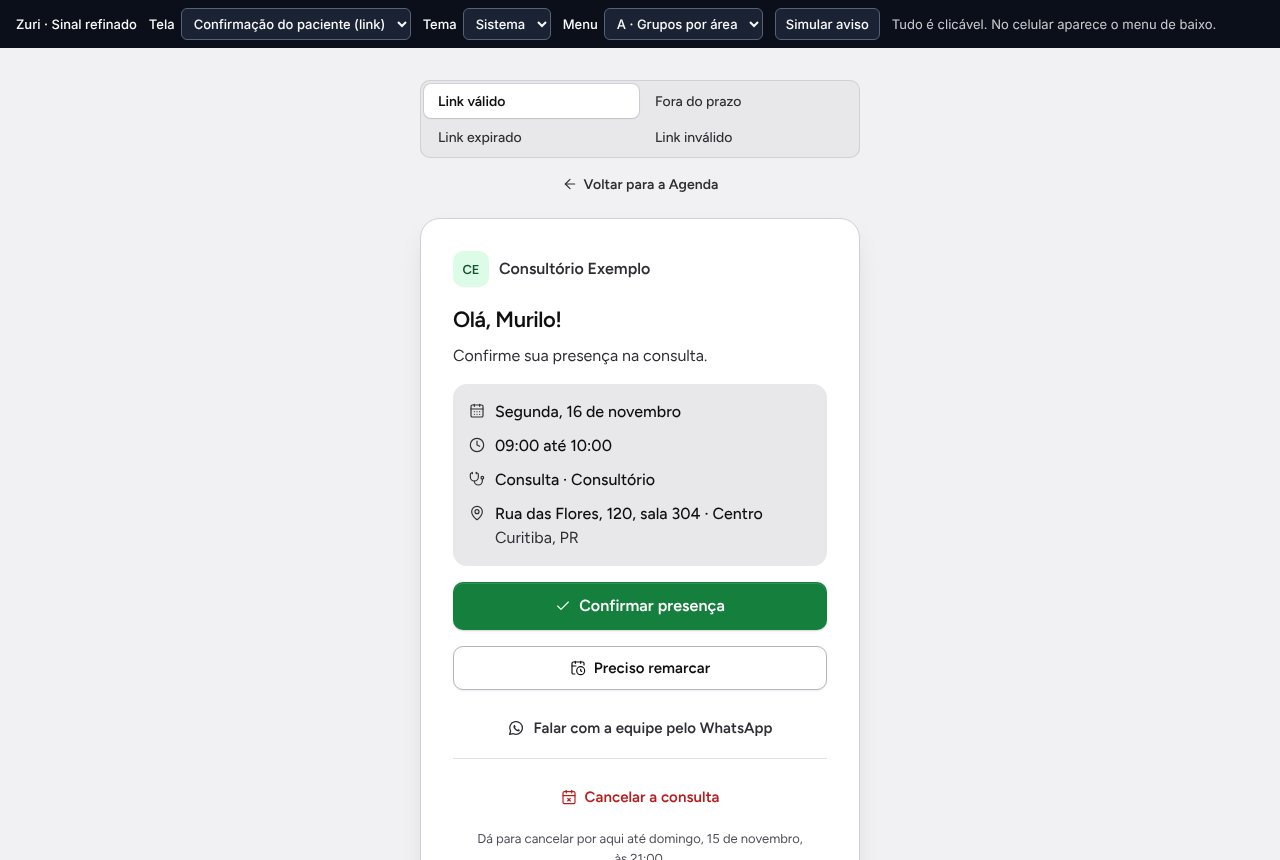 Zuri · Sinal refinado Tela Confirmação do paciente (link) Tema Sistema Menu A · Grupos por área Simular aviso Tudo é clicável. No celular aparece o menu de baixo.
Link válido Fora do prazo
Link expirado Link inválido
Voltar para a Agenda
CE Consultório Exemplo
Olá, Murilo!
Confirme sua presença na consulta.
Segunda, 16 de novembro
09:00 até 10:00
Consulta · Consultório
Rua das Flores, 120, sala 304 · Centro
Curitiba, PR
Confirmar presença
Preciso remarcar
Falar com a equipe pelo WhatsApp
Cancelar a consulta
Dá para cancelar por aqui até domingo, 15 de novembro,
às 21:00